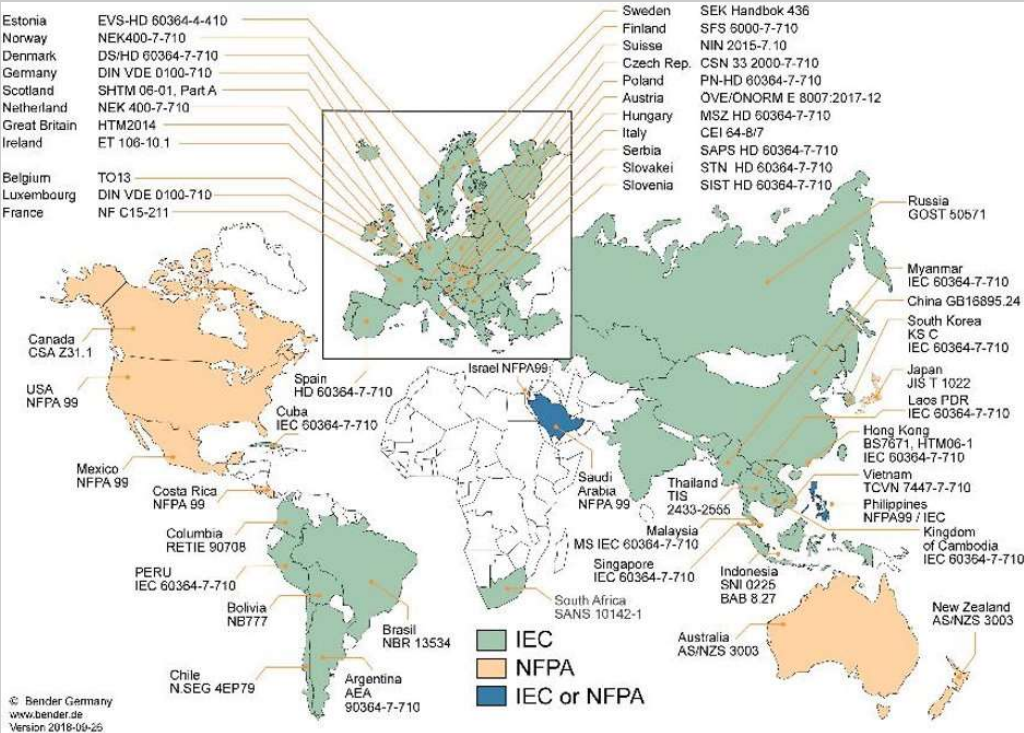 Estonia EVS-HD 60364-4-410
Norway NEK400-7-710
Denmark DS/HD 60364-7-710
Germany DIN VDE 0100-710
Scotland SHTM 06-01, Part A
Netherland NEK 400-7-710
Great Britain HTM2014
Ireland ET 106-10.1
Belgium TO13
Luxembourg DIN VDE 0100-710
France NF C15-211
Sweden SEK Handbok 436
Finland SFS 6000-7-710
Suisse NIN 2015-7.10
Czech Rep. CSN 33 2000-7-710
Poland PN-HD 60364-7-710
Austria ÖVE/ÖNORM E 8007:2017-12
Hungary MSZ HD 60364-7-710
Italy CEI 64-8/7
Serbia SAPS HD 60364-7-710
Slovakei STN HD 60364-7-710
Slovenia SIST HD 60364-7-710
Russia
GOST 50571
Myanmar
IEC 60364-7-710
China GB16895.24
South Korea
KS C
IEC 60364-7-710
Japan
JIS T 1022
Laos PDR
IEC 60364-7-710
Hong Kong
BS7671, HTM06-1
IEC 60364-7-710
Vietnam
TCVN 7447-7-710
Philippines
NFPA99 / IEC
Kingdom
of Cambodia
IEC 60364-7-710
Canada
CSA Z31.1
USA
NFPA 99
Mexico
NFPA 99
Spain
HD 60364-7-710
Cuba
IEC 60364-7-710
Costa Rica
NFPA 99
Columbia
RETIE 90708
PERU
IEC 60364-7-710
Bolivia
NB777
Chile
N.SEG 4EP79
Brasil
NBR 13534
Argentina
AEA
90364-7-710
Israel NFPA99
Saudi
Arabia
NFPA 99
South Africa
SANS 10142-1
Thailand
TIS
2433-2555
Malaysia
MS IEC 60364-7-710
Singapore
IEC 60364-7-710
Indonesia
SNI 0225
BAB 8.27
Australia
AS/NZS 3003
New Zealand
AS/NZS 3003
IEC
NFPA
IEC or NFPA
© Bender Germany
www.bender.de
Version 2018-09-26